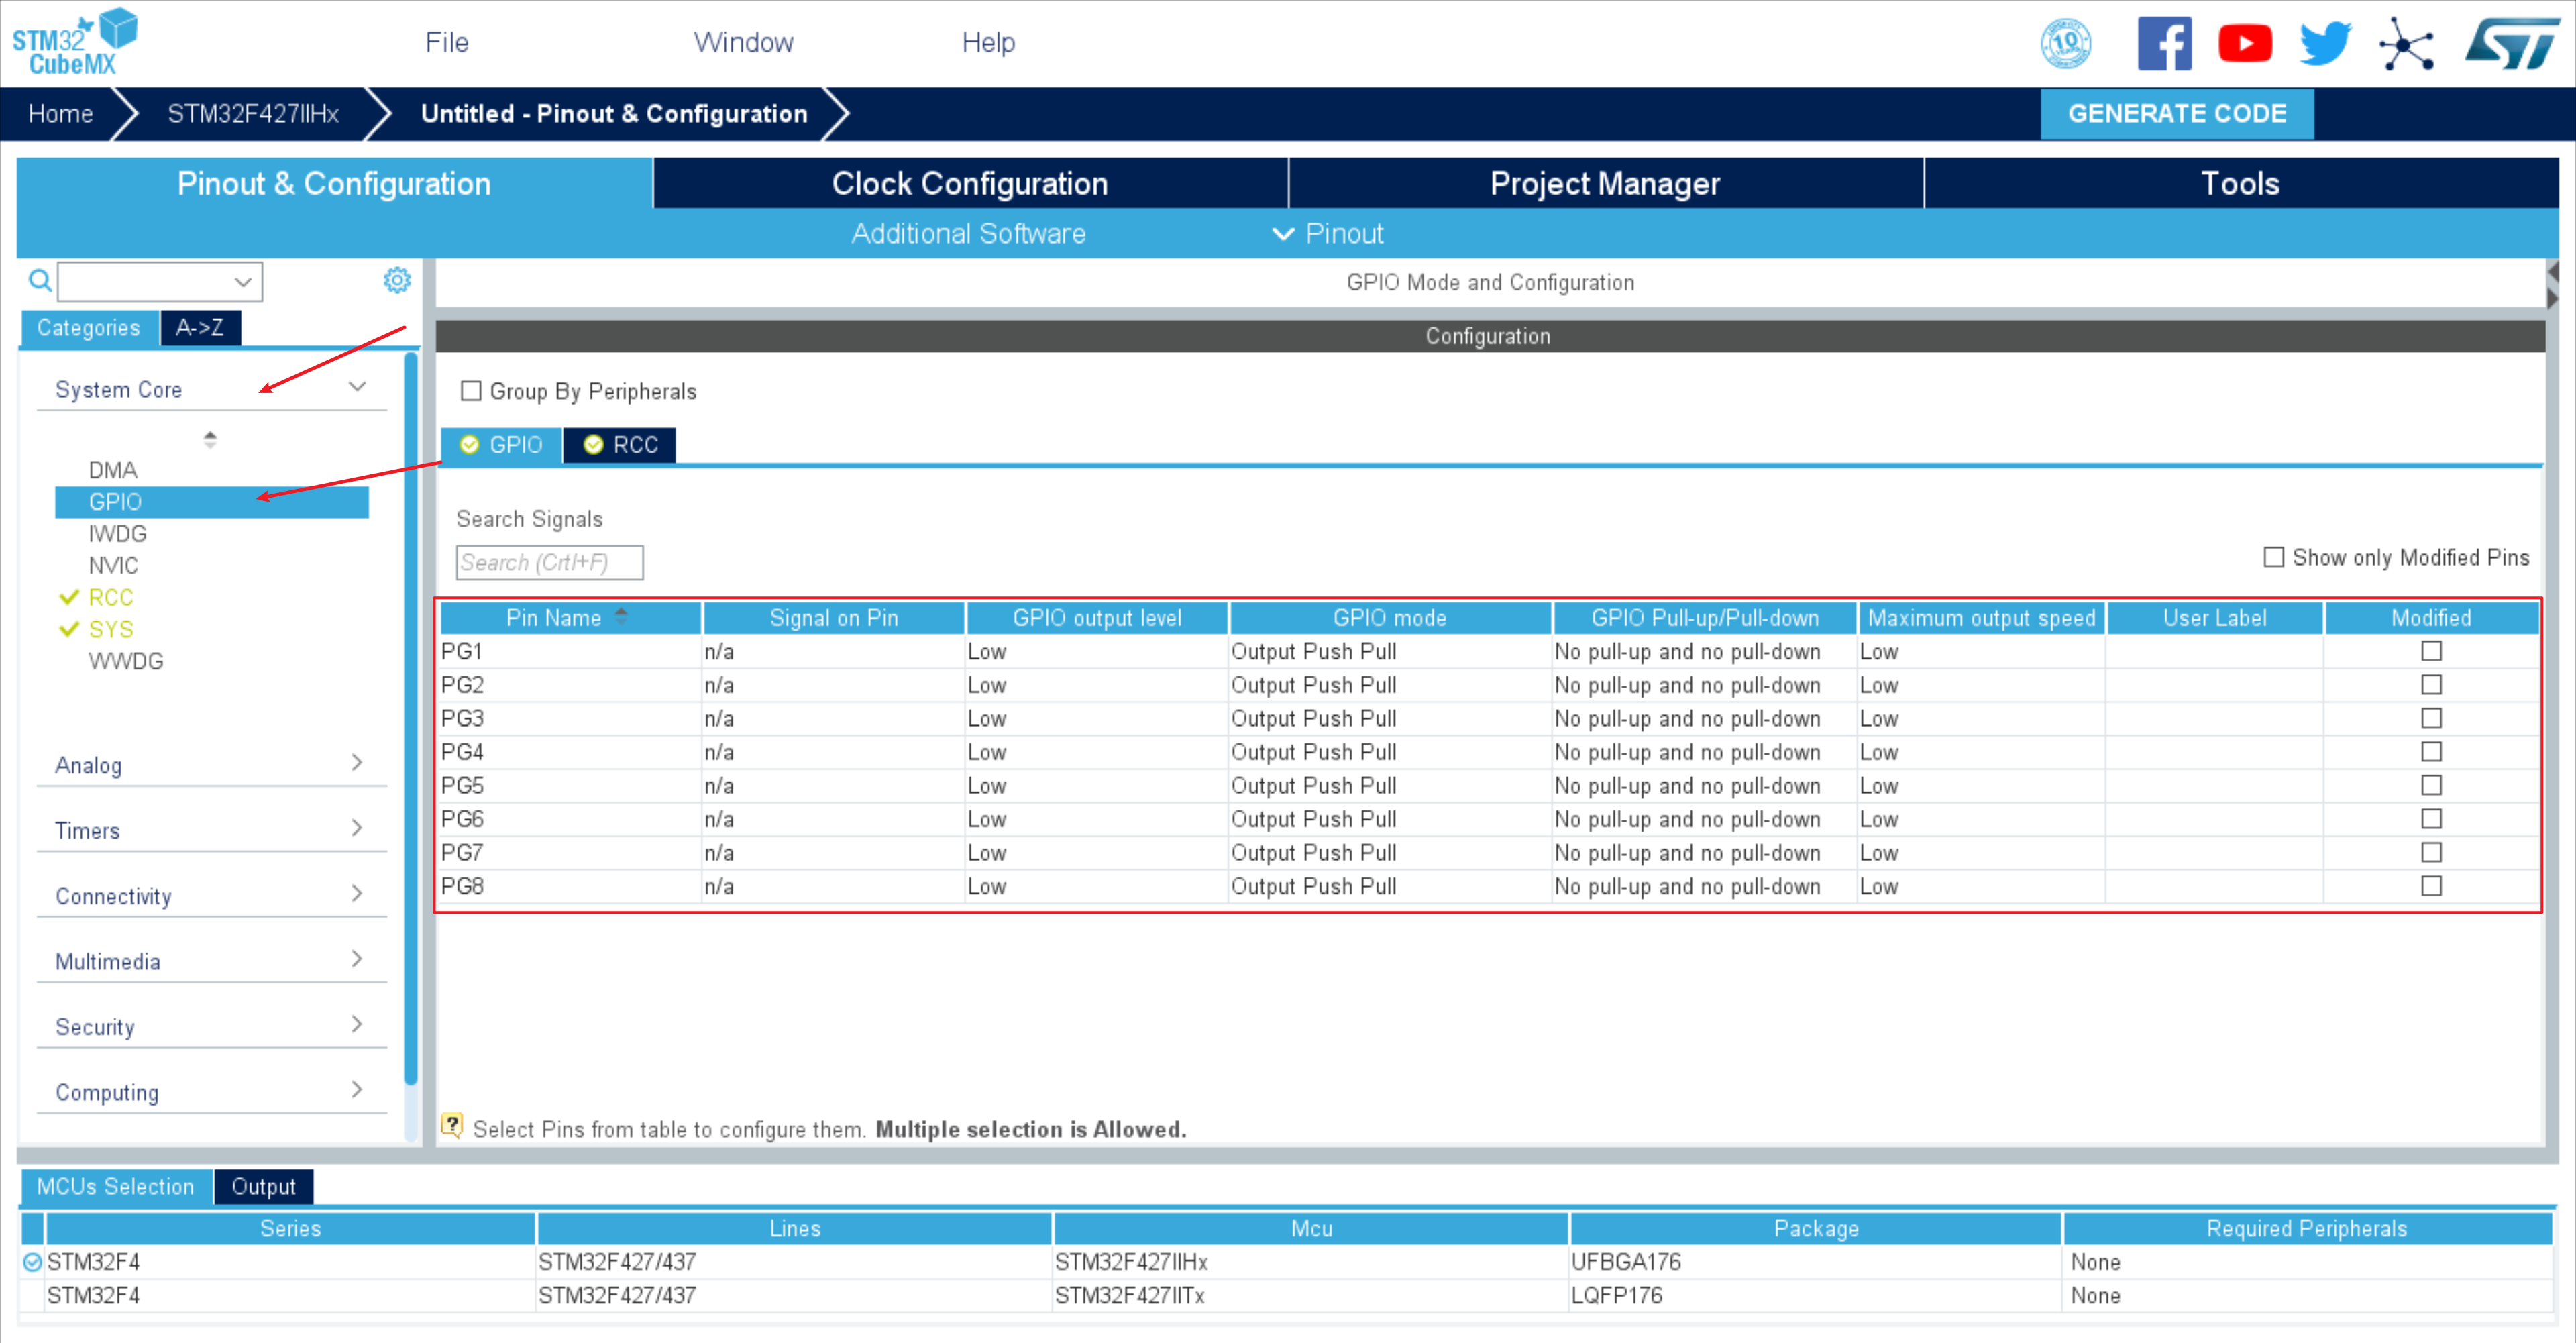 STM32
CubeMX
File Window Help
10
Home STM32F427IIHx Untitled - Pinout & Configuration GENERATE CODE
Pinout & Configuration Clock Configuration Project Manager Tools
Additional Software Pinout
GPIO Mode and Configuration
Categories A->Z
Configuration
System Core
Group By Peripherals
GPIO RCC
DMA
GPIO
IWDG
NVIC
RCC
SYS
WWDG
Analog
Timers
Connectivity
Multimedia
Security
Computing
Search Signals
Search (Crtl+F)
Show only Modified Pins
Pin Name Signal on Pin GPIO output level GPIO mode GPIO Pull-up/Pull-down Maximum output speed User Label Modified
PG1 n/a Low Output Push Pull No pull-up and no pull-down Low
PG2 n/a Low Output Push Pull No pull-up and no pull-down Low
PG3 n/a Low Output Push Pull No pull-up and no pull-down Low
PG4 n/a Low Output Push Pull No pull-up and no pull-down Low
PG5 n/a Low Output Push Pull No pull-up and no pull-down Low
PG6 n/a Low Output Push Pull No pull-up and no pull-down Low
PG7 n/a Low Output Push Pull No pull-up and no pull-down Low
PG8 n/a Low Output Push Pull No pull-up and no pull-down Low
Select Pins from table to configure them. Multiple selection is Allowed.
MCUs Selection Output
Series Lines Mcu Package Required Peripherals
STM32F4 STM32F427/437 STM32F427IIHx UFBGA176 None
STM32F4 STM32F427/437 STM32F427IITx LQFP176 None